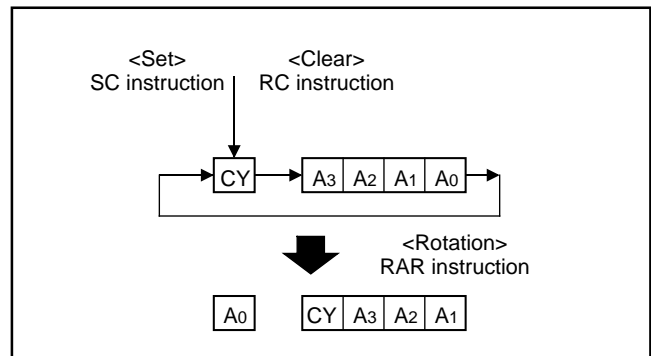 <Set> <Clear>
SC instruction RC instruction
CY A3 A2 A1 A0
<Rotation>
RAR instruction
A0 CY A3 A2 A1